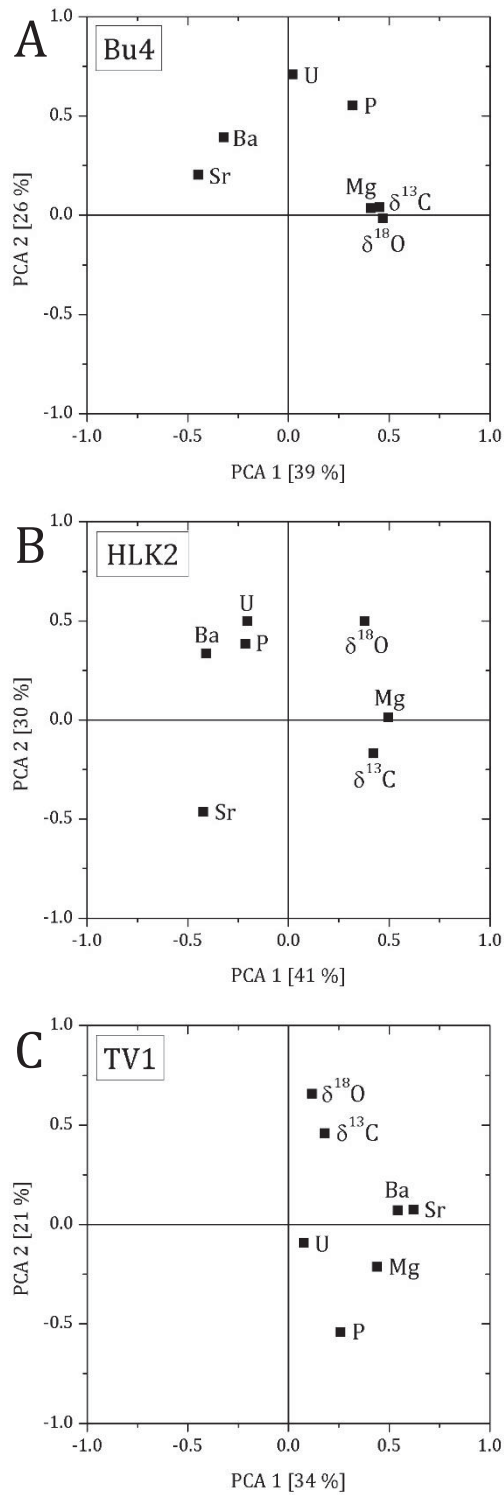 A
Bu4
1.0
U
P
0.5
Ba
Sr
Mg
δ¹³C
0.0
δ¹⁸O
PCA 2 [26 %]
-0.5
-1.0
-1.0
-0.5
0.0
0.5
1.0
PCA 1 [39 %]
B
HLK2
1.0
U
0.5
Ba
P
δ¹⁸O
Mg
0.0
δ¹³C
PCA 2 [30 %]
Sr
-0.5
-1.0
-1.0
-0.5
0.0
0.5
1.0
PCA 1 [41 %]
C
TV1
1.0
δ¹⁸O
0.5
δ¹³C
Ba
Sr
0.0
U
Mg
PCA 2 [21 %]
-0.5
P
-1.0
-1.0
-0.5
0.0
0.5
1.0
PCA 1 [34 %]